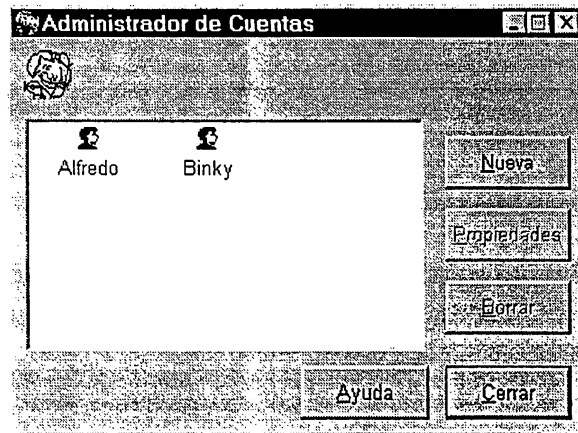 Administrador de Cuentas
Alfredo Binky
Nueva
Propiedades
Borrar
Ayuda Cerrar